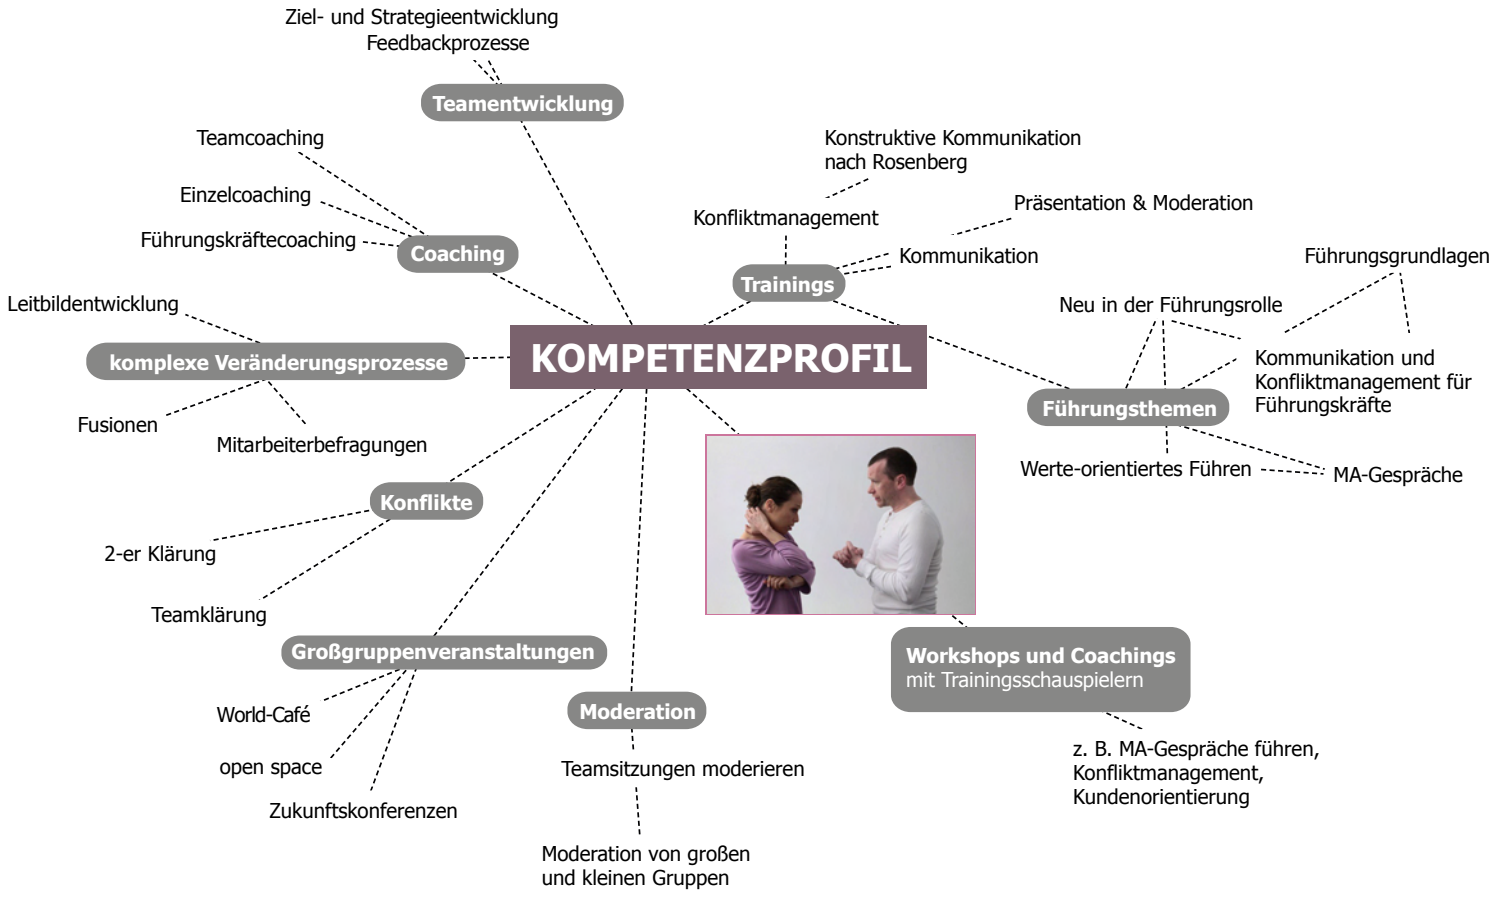 Ziel- und Strategieentwicklung
Feedbackprozesse
Teamentwicklung
Teamcoaching
Einzelcoaching
Führungskräftecoaching
Coaching
Konstruktive Kommunikation
nach Rosenberg
Konfliktmanagement
Präsentation & Moderation
Kommunikation
Trainings
Führungsgrundlagen
Neu in der Führungsrolle
Kommunikation und
Konfliktmanagement für
Führungskräfte
Führungsthemen
Werte-orientiertes Führen
MA-Gespräche
Leitbildentwicklung
komplexe Veränderungsprozesse
Fusionen
Mitarbeiterbefragungen
KOMPETENZPROFIL
Konflikte
2-er Klärung
Teamklärung
Großgruppenveranstaltungen
World-Café
open space
Zukunftskonferenzen
Moderation
Teamsitzungen moderieren
Moderation von großen
und kleinen Gruppen
Workshops und Coachings
mit Trainingsschauspielern
z. B. MA-Gespräche führen,
Konfliktmanagement,
Kundenorientierung